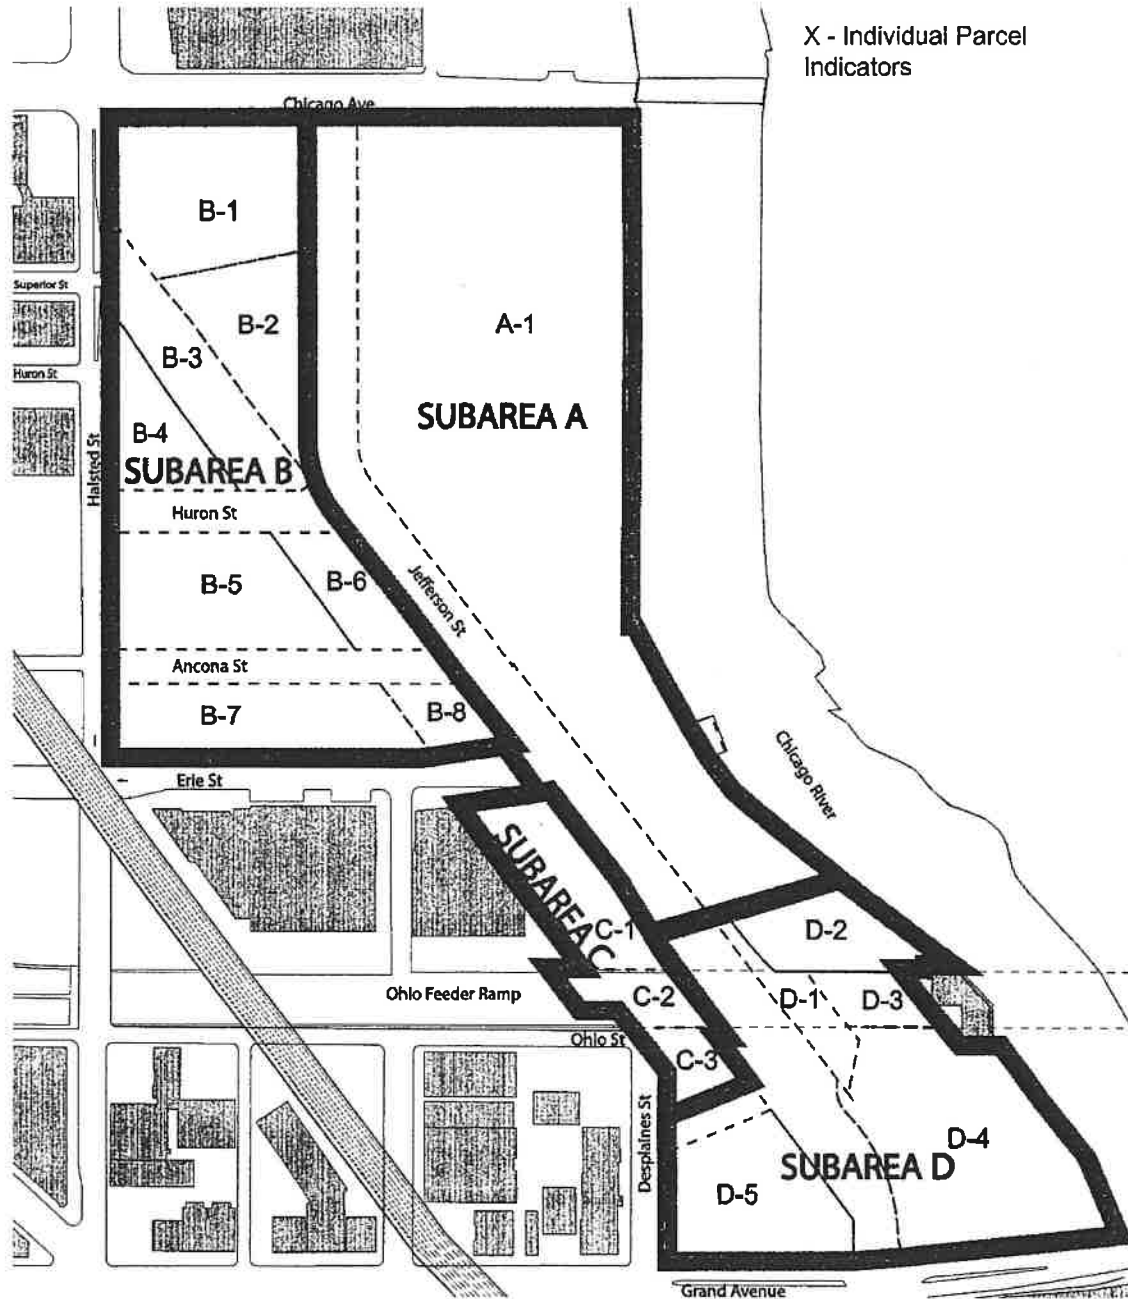 X - Individual Parcel
Indicators
Chicago Ave
B-1
Superior St
B-2
A-1
B-3
Huron St
SUBAREA A
B-4
Halsted St
SUBAREA B
Huron St
B-5
B-6
Jefferson St
Ancona St
B-7
B-8
Chicago River
Erie St
SUBAREA C
C-1
D-2
Ohio Feeder Ramp
C-2
D-1
D-3
Ohio St
C-3
Desplaines St
D-4
SUBAREA D
D-5
Grand Avenue